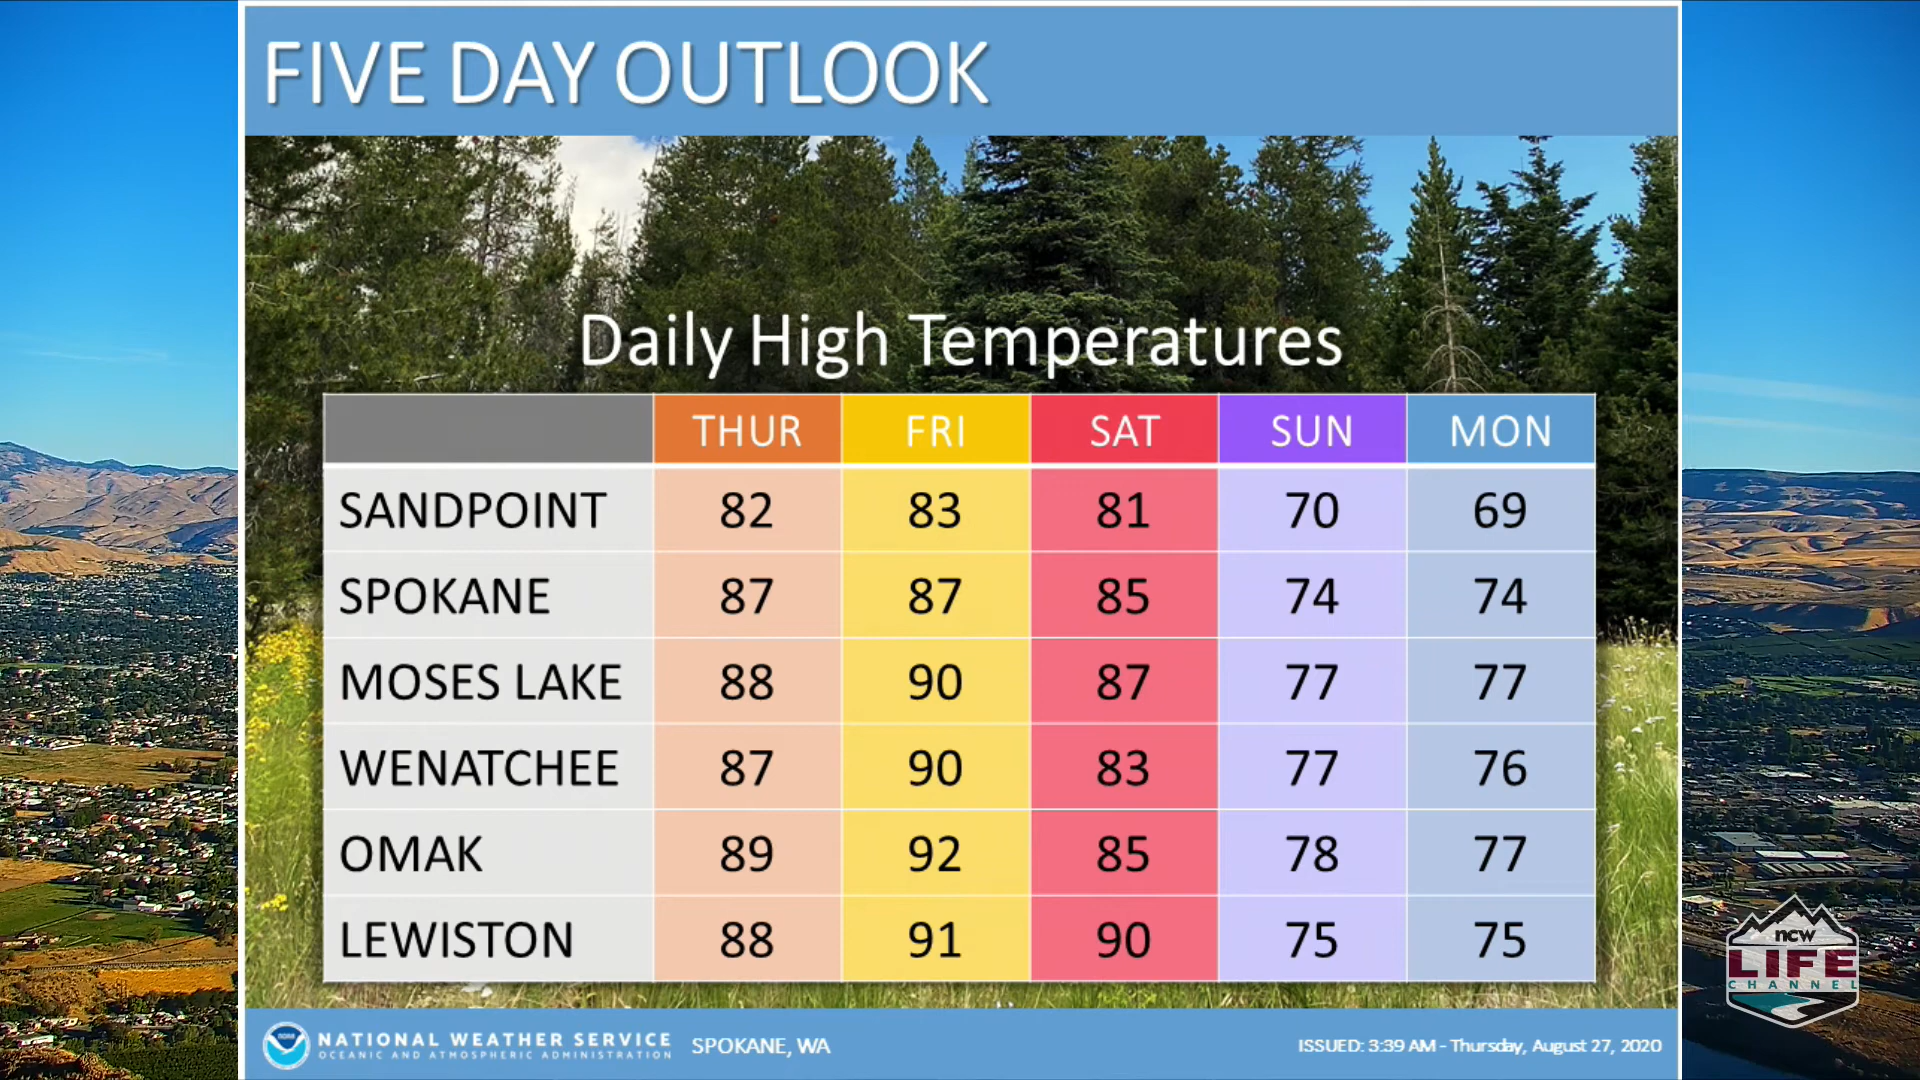 FIVE DAY OUTLOOK
Daily High Temperatures
THUR FRI SAT SUN MON
SANDPOINT 82 83 81 70 69
SPOKANE 87 87 85 74 74
MOSES LAKE 88 90 87 77 77
WENATCHEE 87 90 83 77 76
OMAK 89 92 85 78 77
LEWISTON 88 91 90 75 75
ncw
LIFE
CHANNEL
noaa
NATIONAL WEATHER SERVICE
OCEANIC AND ATMOSPHERIC ADMINISTRATION
SPOKANE, WA
ISSUED: 3:39 AM - Thursday, August 27, 2020